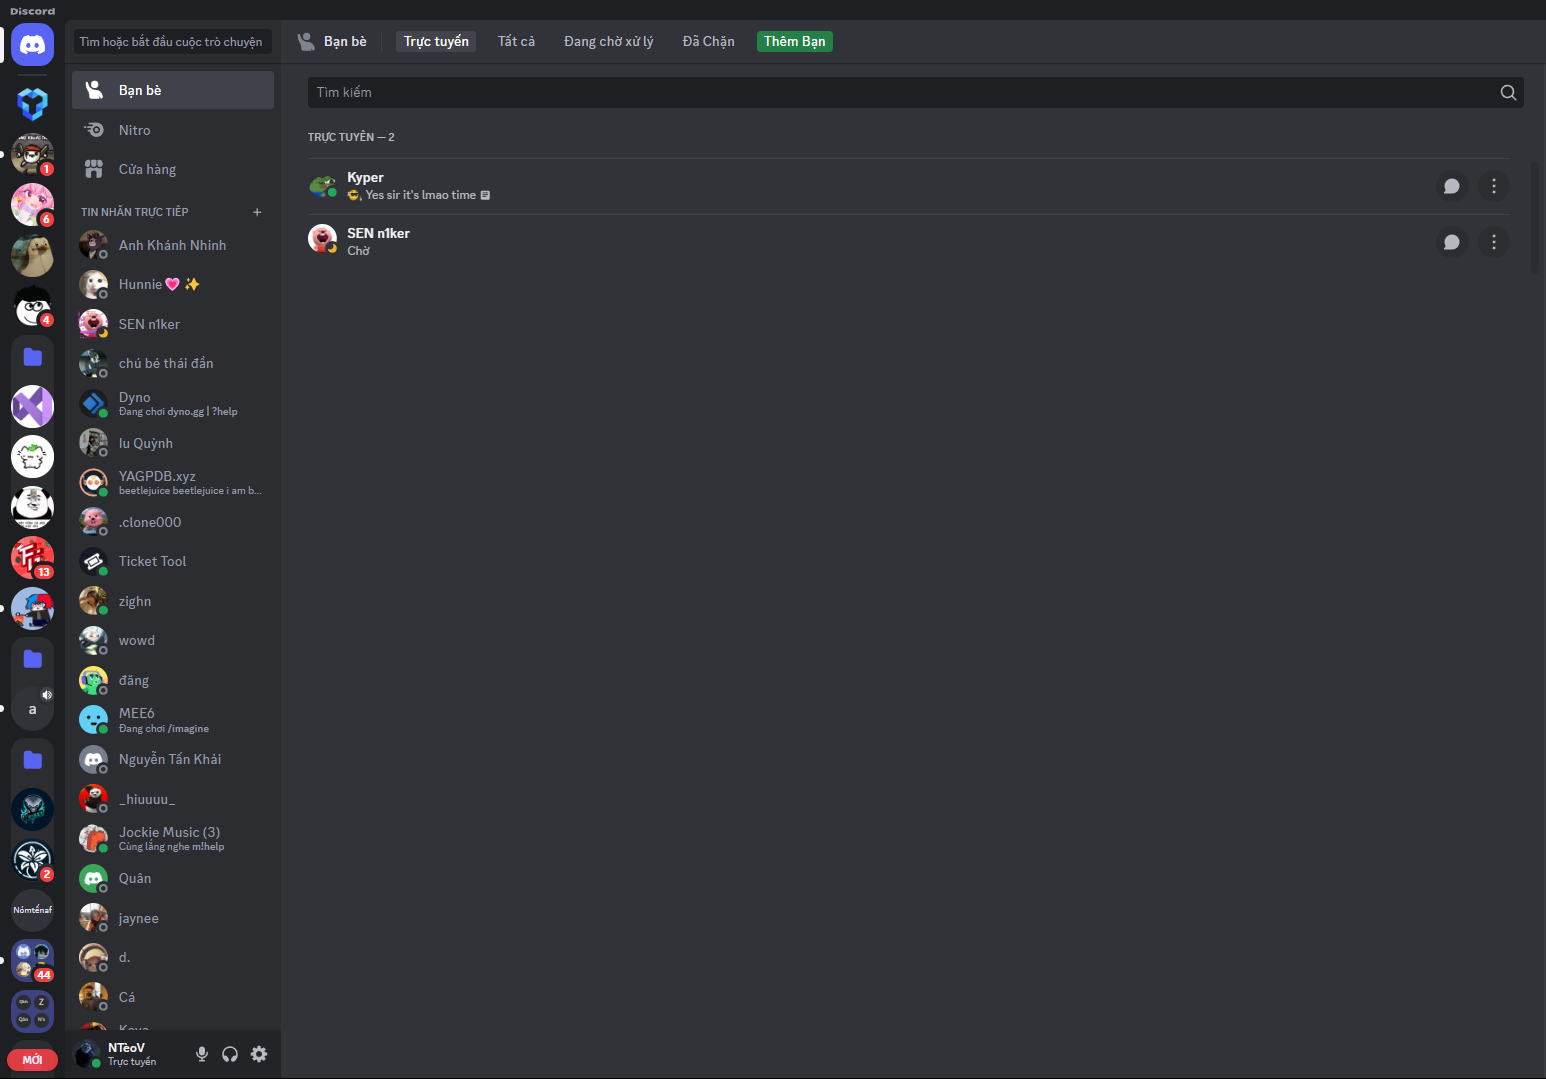 Discord
Tìm hoặc bắt đầu cuộc trò chuyện
Bạn bè
Nitro
Cửa hàng
TIN NHẮN TRỰC TIẾP
Anh Khánh Nhinh
Hunnie💗 ✨
SEN n1ker
chú bé thái đần
Dyno
Đang chơi dyno.gg | ?help
Iu Quỳnh
YAGPDB.xyz
beetlejuice beetlejuice i am b...
.clone000
Ticket Tool
zighn
wowd
đăng
MEE6
Đang chơi /imagine
Nguyễn Tấn Khải
_hiuuuu_
Jockie Music (3)
Cùng lắng nghe m!help
Quân
jaynee
d.
Cá
NTèoV
Trực tuyến
Bạn bè
Trực tuyến
Tất cả
Đang chờ xử lý
Đã Chặn
Thêm Bạn
Tìm kiếm
TRỰC TUYẾN — 2
Kyper
Yes sir it's lmao time
SEN n1ker
Chờ
1
6
4
13
a
2
Nómtếnaf
44
Z
MỚI